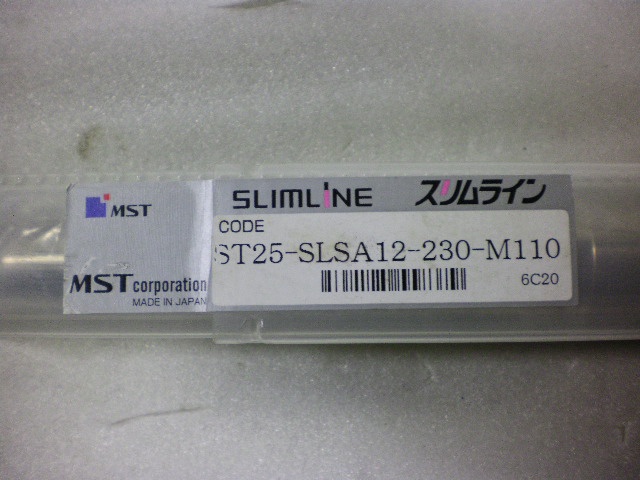 MST
MST corporation
MADE IN JAPAN
SLIMLINE スリムライン
CODE
ST25-SLSA12-230-M110
6C20